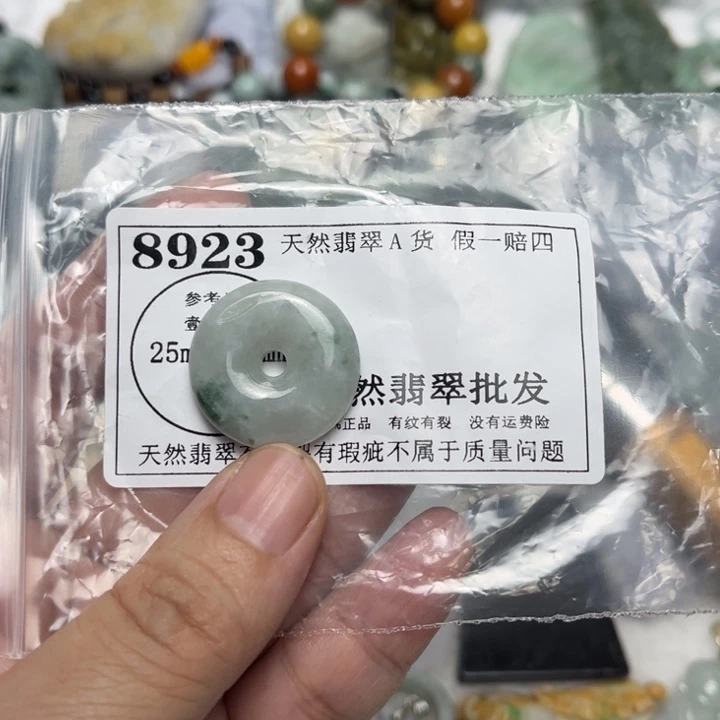 8923 天然翡翠A货 假一赔四
参考
壹
25m
然翡翠批发
正品 有纹有裂 没有运费险
天然翡翠有瑕疵不属于质量问题